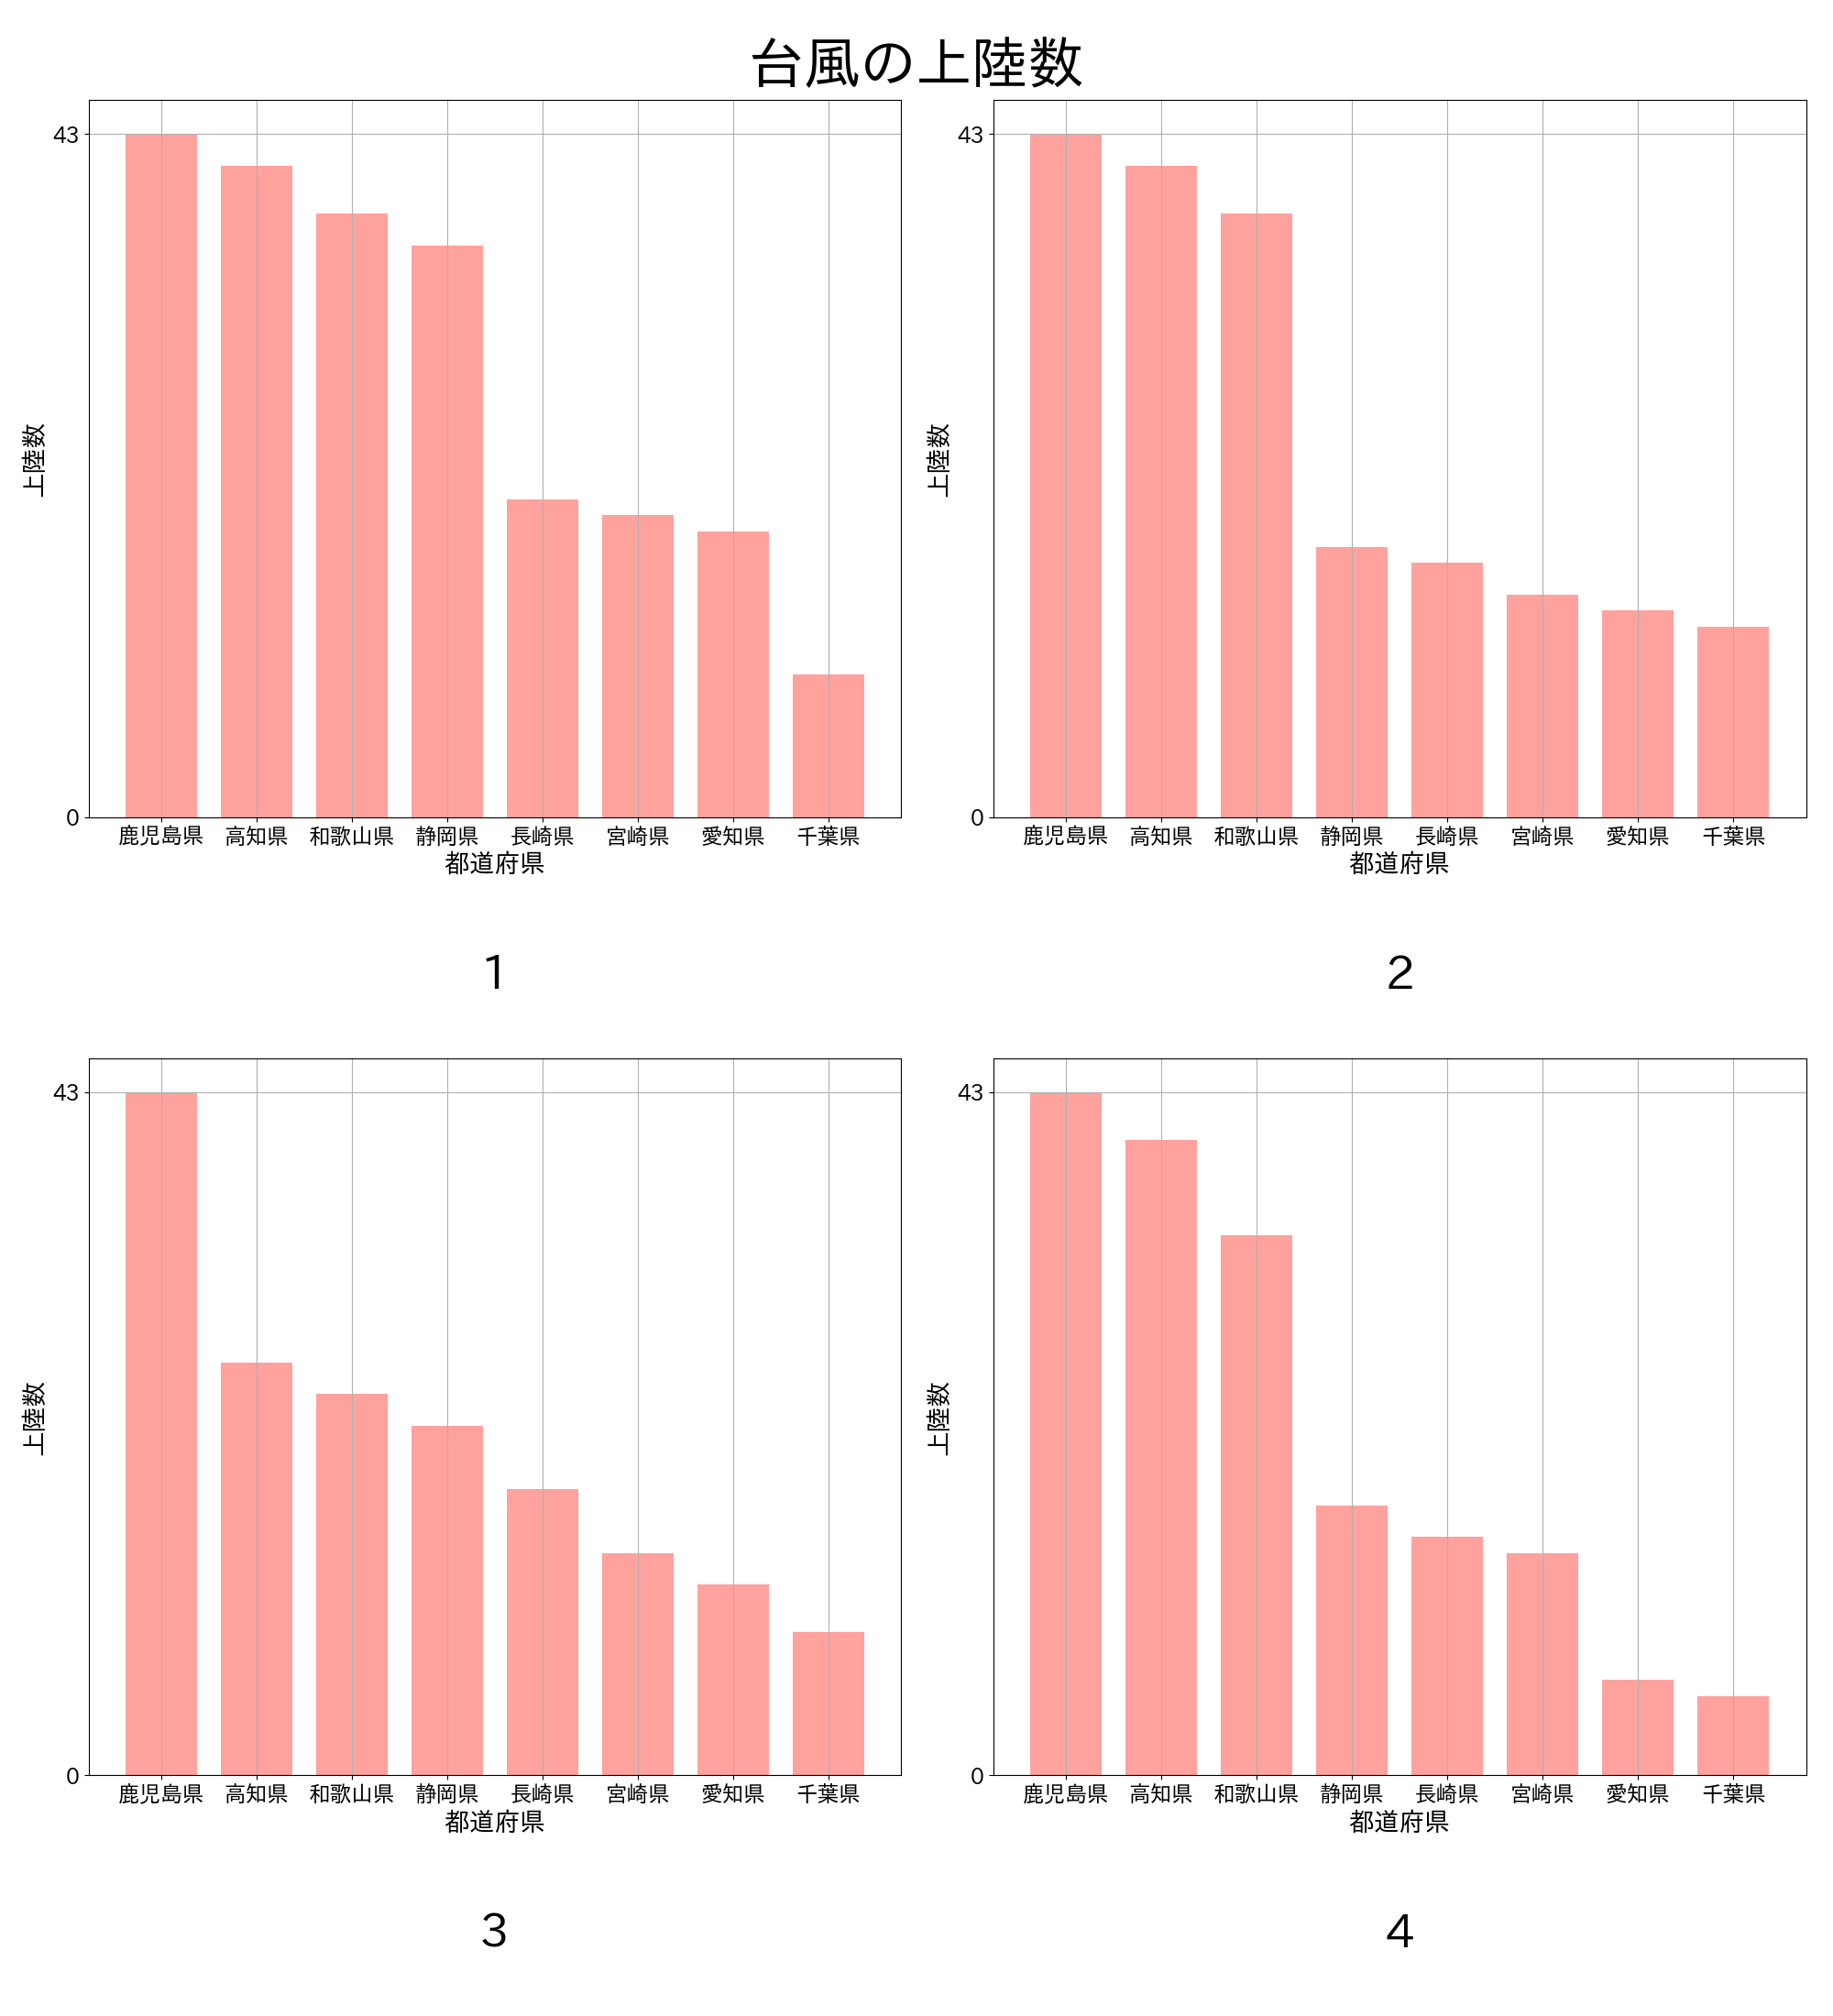 台風の上陸数
43
上陸数
0
鹿児島県 高知県 和歌山県 静岡県 長崎県 宮崎県 愛知県 千葉県
都道府県
1
43
上陸数
0
鹿児島県 高知県 和歌山県 静岡県 長崎県 宮崎県 愛知県 千葉県
都道府県
2
43
上陸数
0
鹿児島県 高知県 和歌山県 静岡県 長崎県 宮崎県 愛知県 千葉県
都道府県
3
43
上陸数
0
鹿児島県 高知県 和歌山県 静岡県 長崎県 宮崎県 愛知県 千葉県
都道府県
4